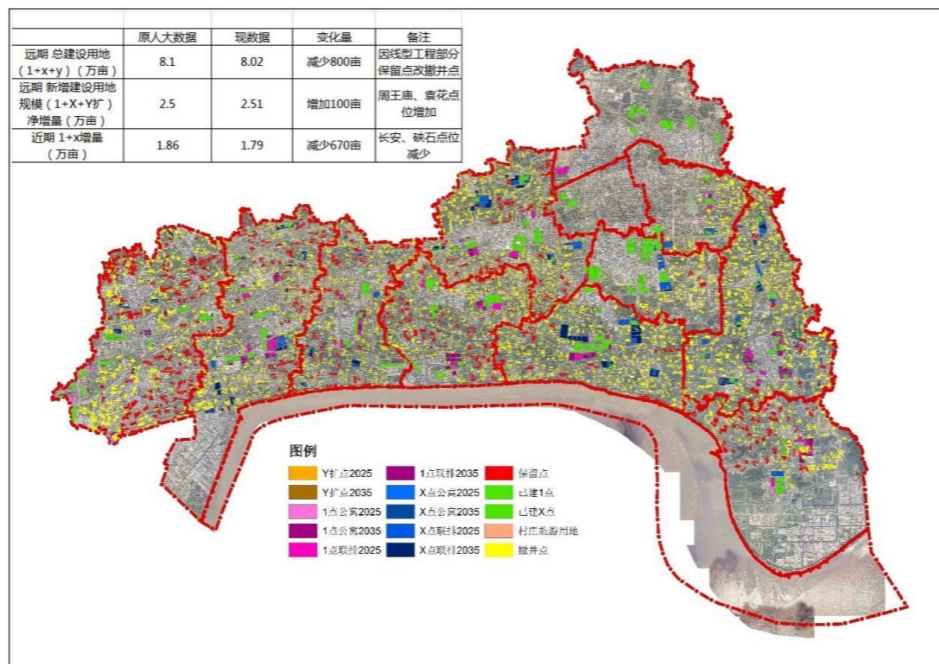 原人大数据 现数据 变化量 备注
远期 总建设用地
（1+x+y）（万亩）
8.1 8.02 减少800亩
因线型工程部分
保留点改撤并点
远期 新增建设用地
规模（1+X+Y扩）
净增量（万亩）
2.5 2.51 增加100亩
周王庙、袁花点
位增加
近期 1+x增量
（万亩）
1.86 1.79 减少670亩
长安、硖石点位
减少
图例
Y扩点2025 1点联排2035 保留点
Y扩点2035 X点公寓2025 已建1点
1点公寓2025 X点公寓2035 已建X点
1点公寓2035 X点联排2025 村庄旅游用地
1点联排2025 X点联排2035 撤并点